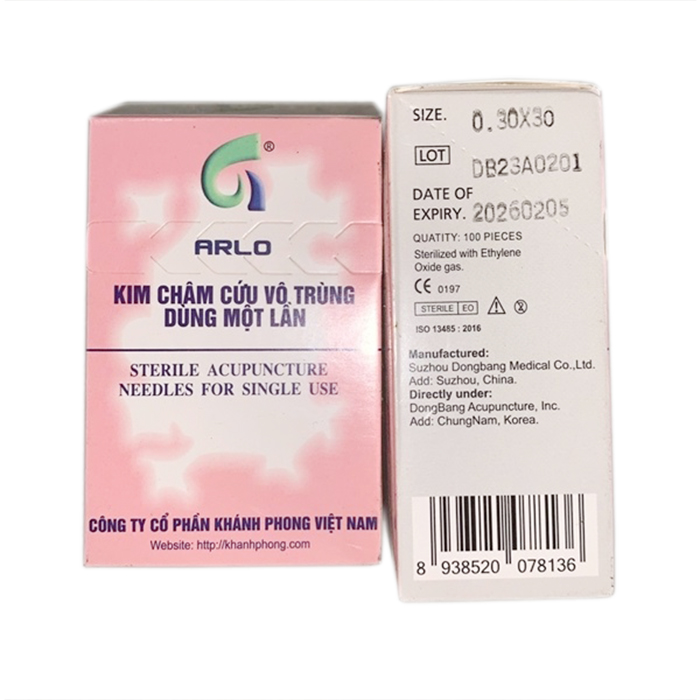 ®
ARLO
KIM CHÂM CỨU VÔ TRÙNG
DÙNG MỘT LẦN
STERILE ACUPUNCTURE
NEEDLES FOR SINGLE USE
CÔNG TY CỔ PHẦN KHÁNH PHONG VIỆT NAM
Website: http://khanhphong.com
SIZE. 0.30X30
LOT DB23A0201
DATE OF
EXPIRY. 20260205
QUATITY: 100 PIECES
Sterilized with Ethylene
Oxide gas.
CE 0197
STERILE EO
ISO 13485 : 2016
Manufactured:
Suzhou Dongbang Medical Co.,Ltd.
Add: Suzhou, China.
Directly under:
DongBang Acupuncture, Inc.
Add: ChungNam, Korea.
8 938520 078136